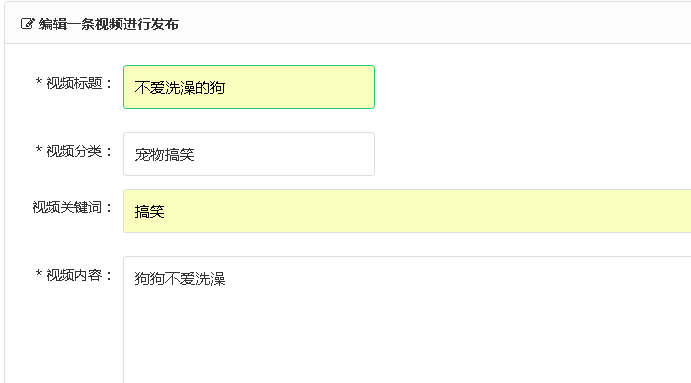 编辑一条视频进行发布
* 视频标题：
不爱洗澡的狗
* 视频分类：
宠物搞笑
视频关键词：
搞笑
* 视频内容：
狗狗不爱洗澡